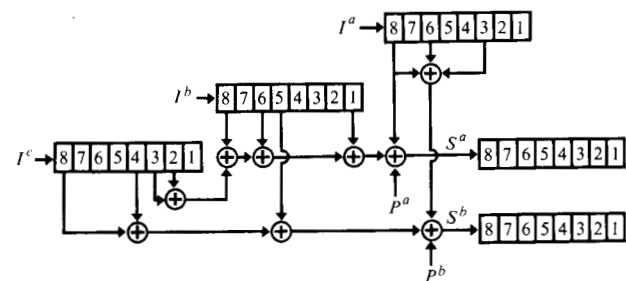 I^a 8 7 6 5 4 3 2 1
I^b 8 7 6 5 4 3 2 1
I^c 8 7 6 5 4 3 2 1
S^a 8 7 6 5 4 3 2 1
P^a
S^b 8 7 6 5 4 3 2 1
P^b